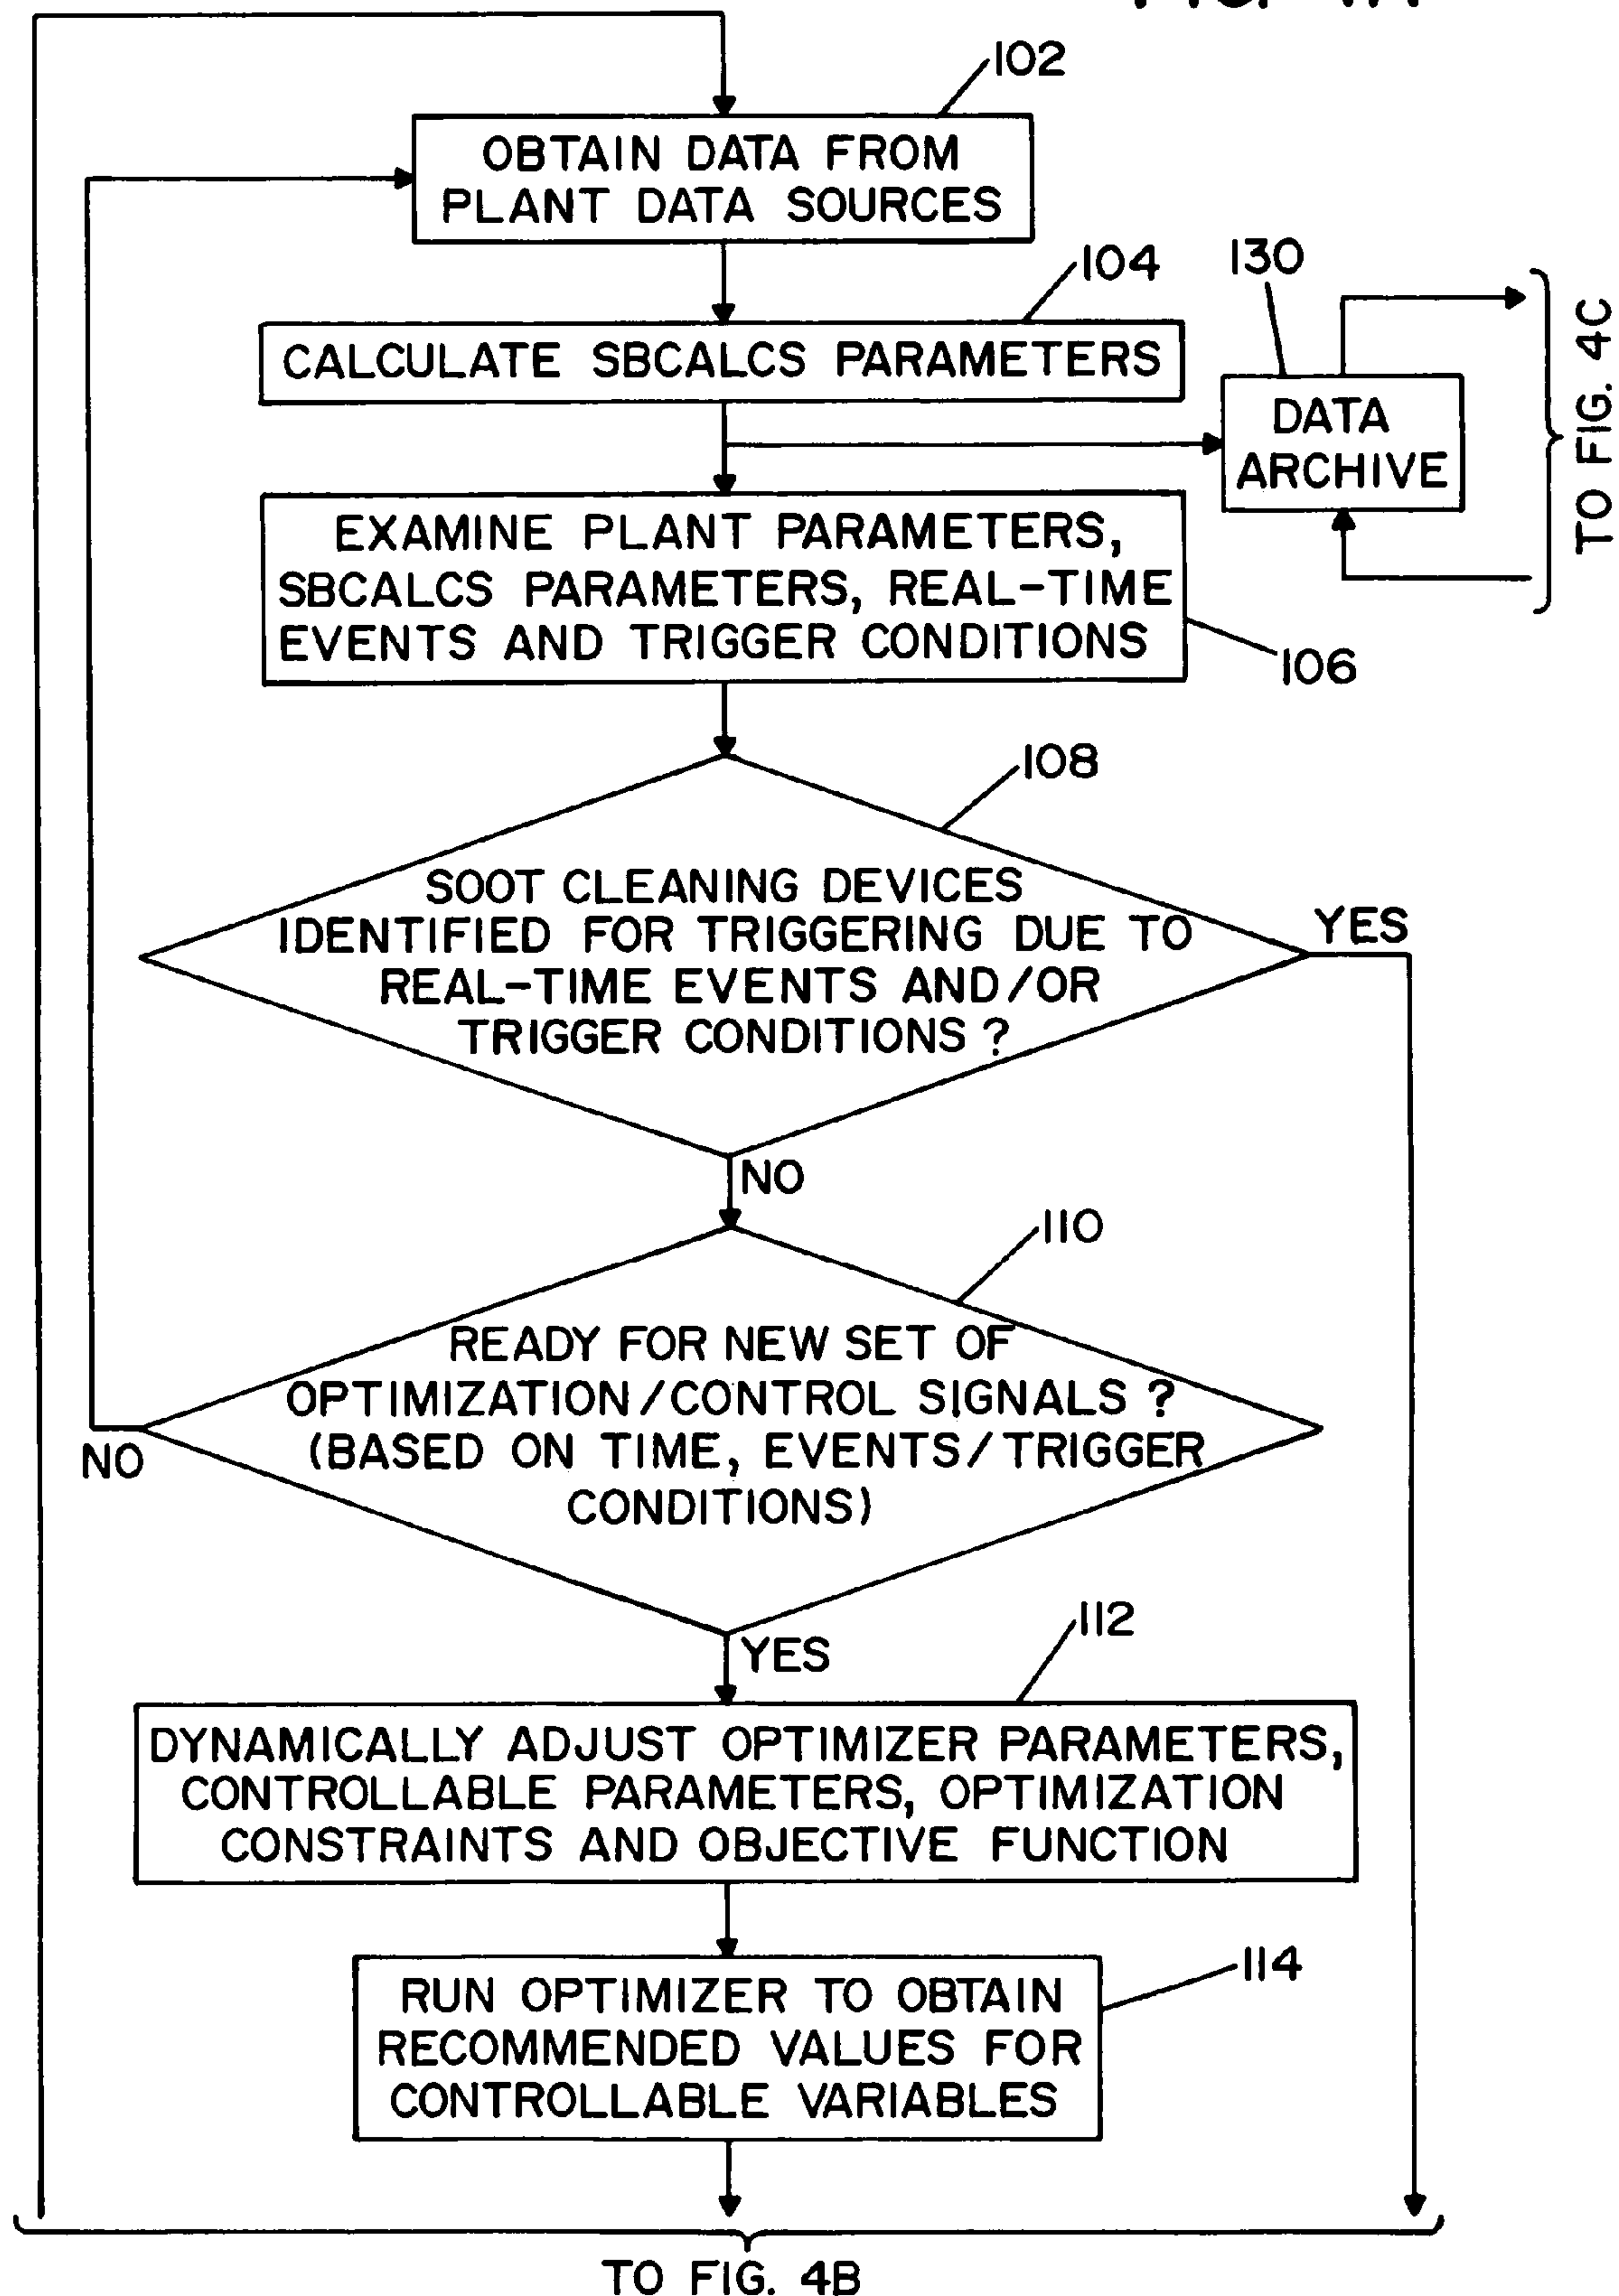 102
OBTAIN DATA FROM
PLANT DATA SOURCES
104
CALCULATE SBCALCS PARAMETERS
130
DATA
ARCHIVE
TO FIG. 4C
EXAMINE PLANT PARAMETERS,
SBCALCS PARAMETERS, REAL-TIME
EVENTS AND TRIGGER CONDITIONS
106
108
SOOT CLEANING DEVICES
IDENTIFIED FOR TRIGGERING DUE TO
REAL-TIME EVENTS AND/OR
TRIGGER CONDITIONS ?
YES
NO
110
READY FOR NEW SET OF
OPTIMIZATION/CONTROL SIGNALS ?
(BASED ON TIME, EVENTS/TRIGGER
CONDITIONS)
NO
YES
112
DYNAMICALLY ADJUST OPTIMIZER PARAMETERS,
CONTROLLABLE PARAMETERS, OPTIMIZATION
CONSTRAINTS AND OBJECTIVE FUNCTION
114
RUN OPTIMIZER TO OBTAIN
RECOMMENDED VALUES FOR
CONTROLLABLE VARIABLES
TO FIG. 4B